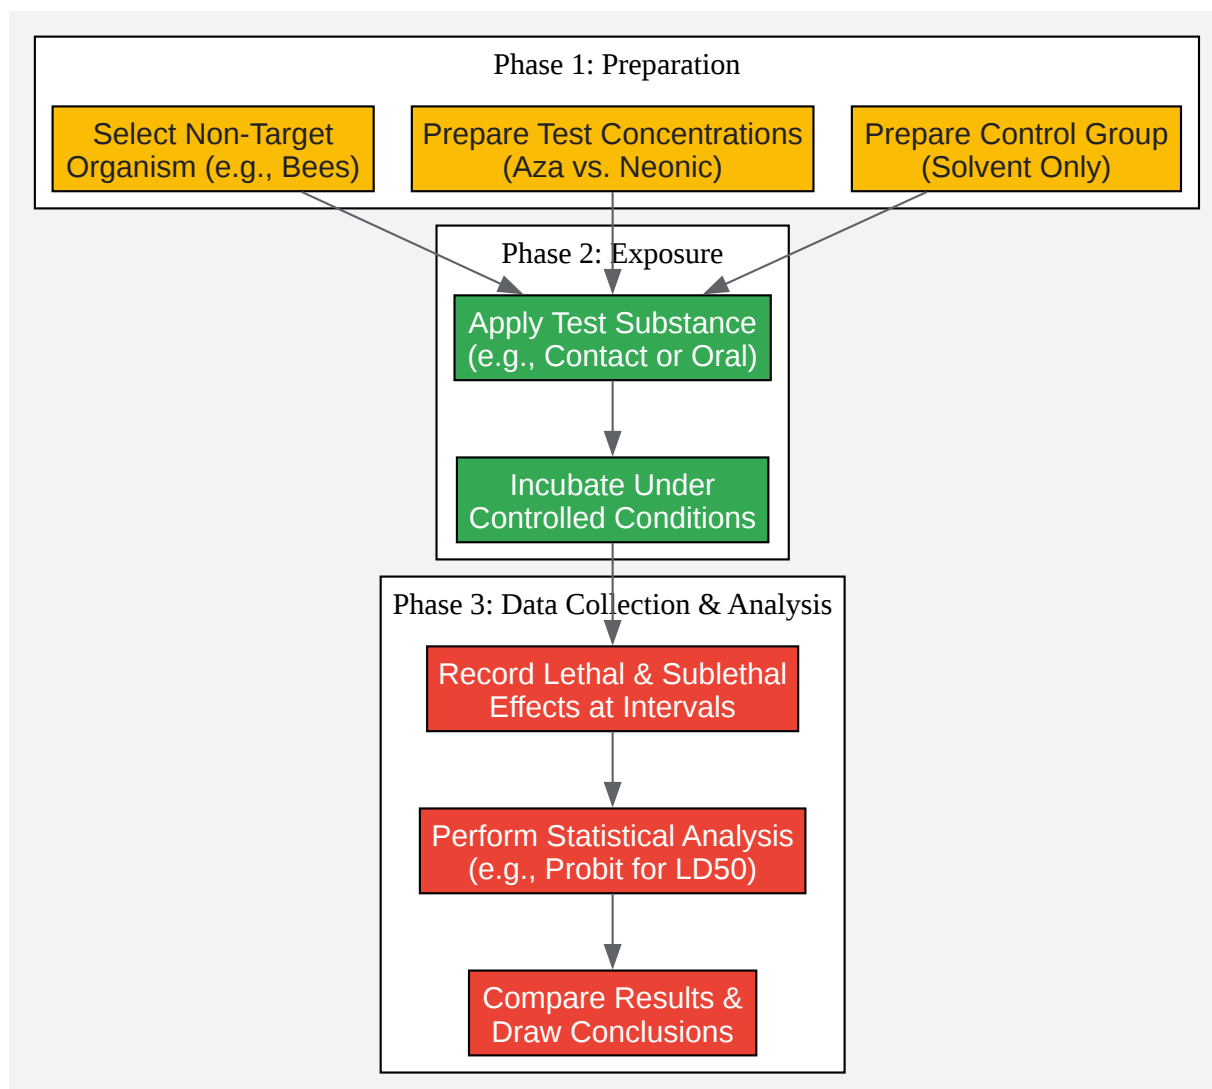 Phase 1: Preparation
Select Non-Target
Organism (e.g., Bees)
Prepare Test Concentrations
(Aza vs. Neonic)
Prepare Control Group
(Solvent Only)
Phase 2: Exposure
Apply Test Substance
(e.g., Contact or Oral)
Incubate Under
Controlled Conditions
Phase 3: Data Collection & Analysis
Record Lethal & Sublethal
Effects at Intervals
Perform Statistical Analysis
(e.g., Probit for LD50)
Compare Results &
Draw Conclusions